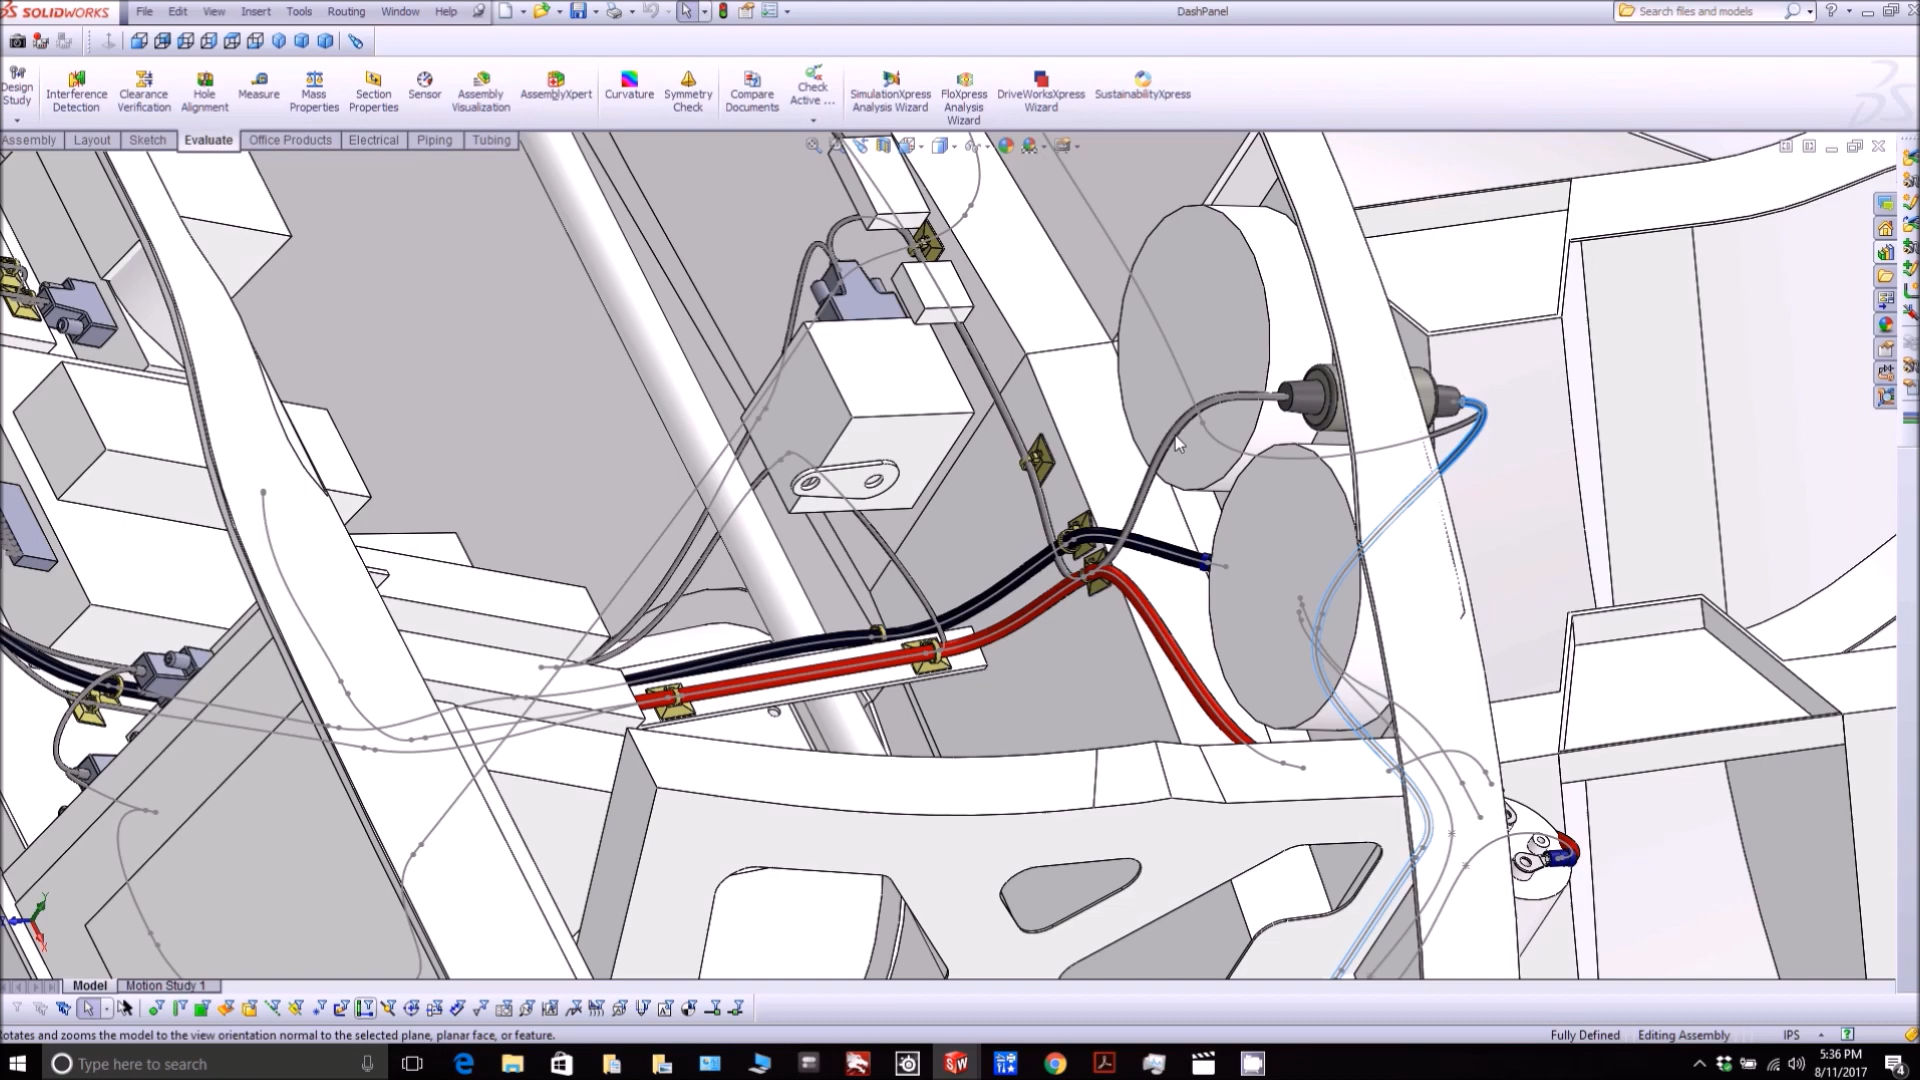 SOLIDWORKS File Edit View Insert Tools Routing Window Help DashPanel Search files and models
Design Study
Interference Detection
Clearance Verification
Hole Alignment
Measure
Mass Properties
Section Properties
Sensor
Assembly Visualization
AssemblyXpert
Curvature
Symmetry Check
Compare Documents
Check Active ...
SimulationXpress Analysis Wizard
FloXpress Analysis Wizard
DriveWorksXpress Wizard
SustainabilityXpress
Assembly Layout Sketch Evaluate Office Products Electrical Piping Tubing
Y
X
Model Motion Study 1
otates and zooms the model to the view orientation normal to the selected plane, planar face, or feature. Fully Defined Editing Assembly IPS
Type here to search
SW
5:36 PM
8/11/2017
4